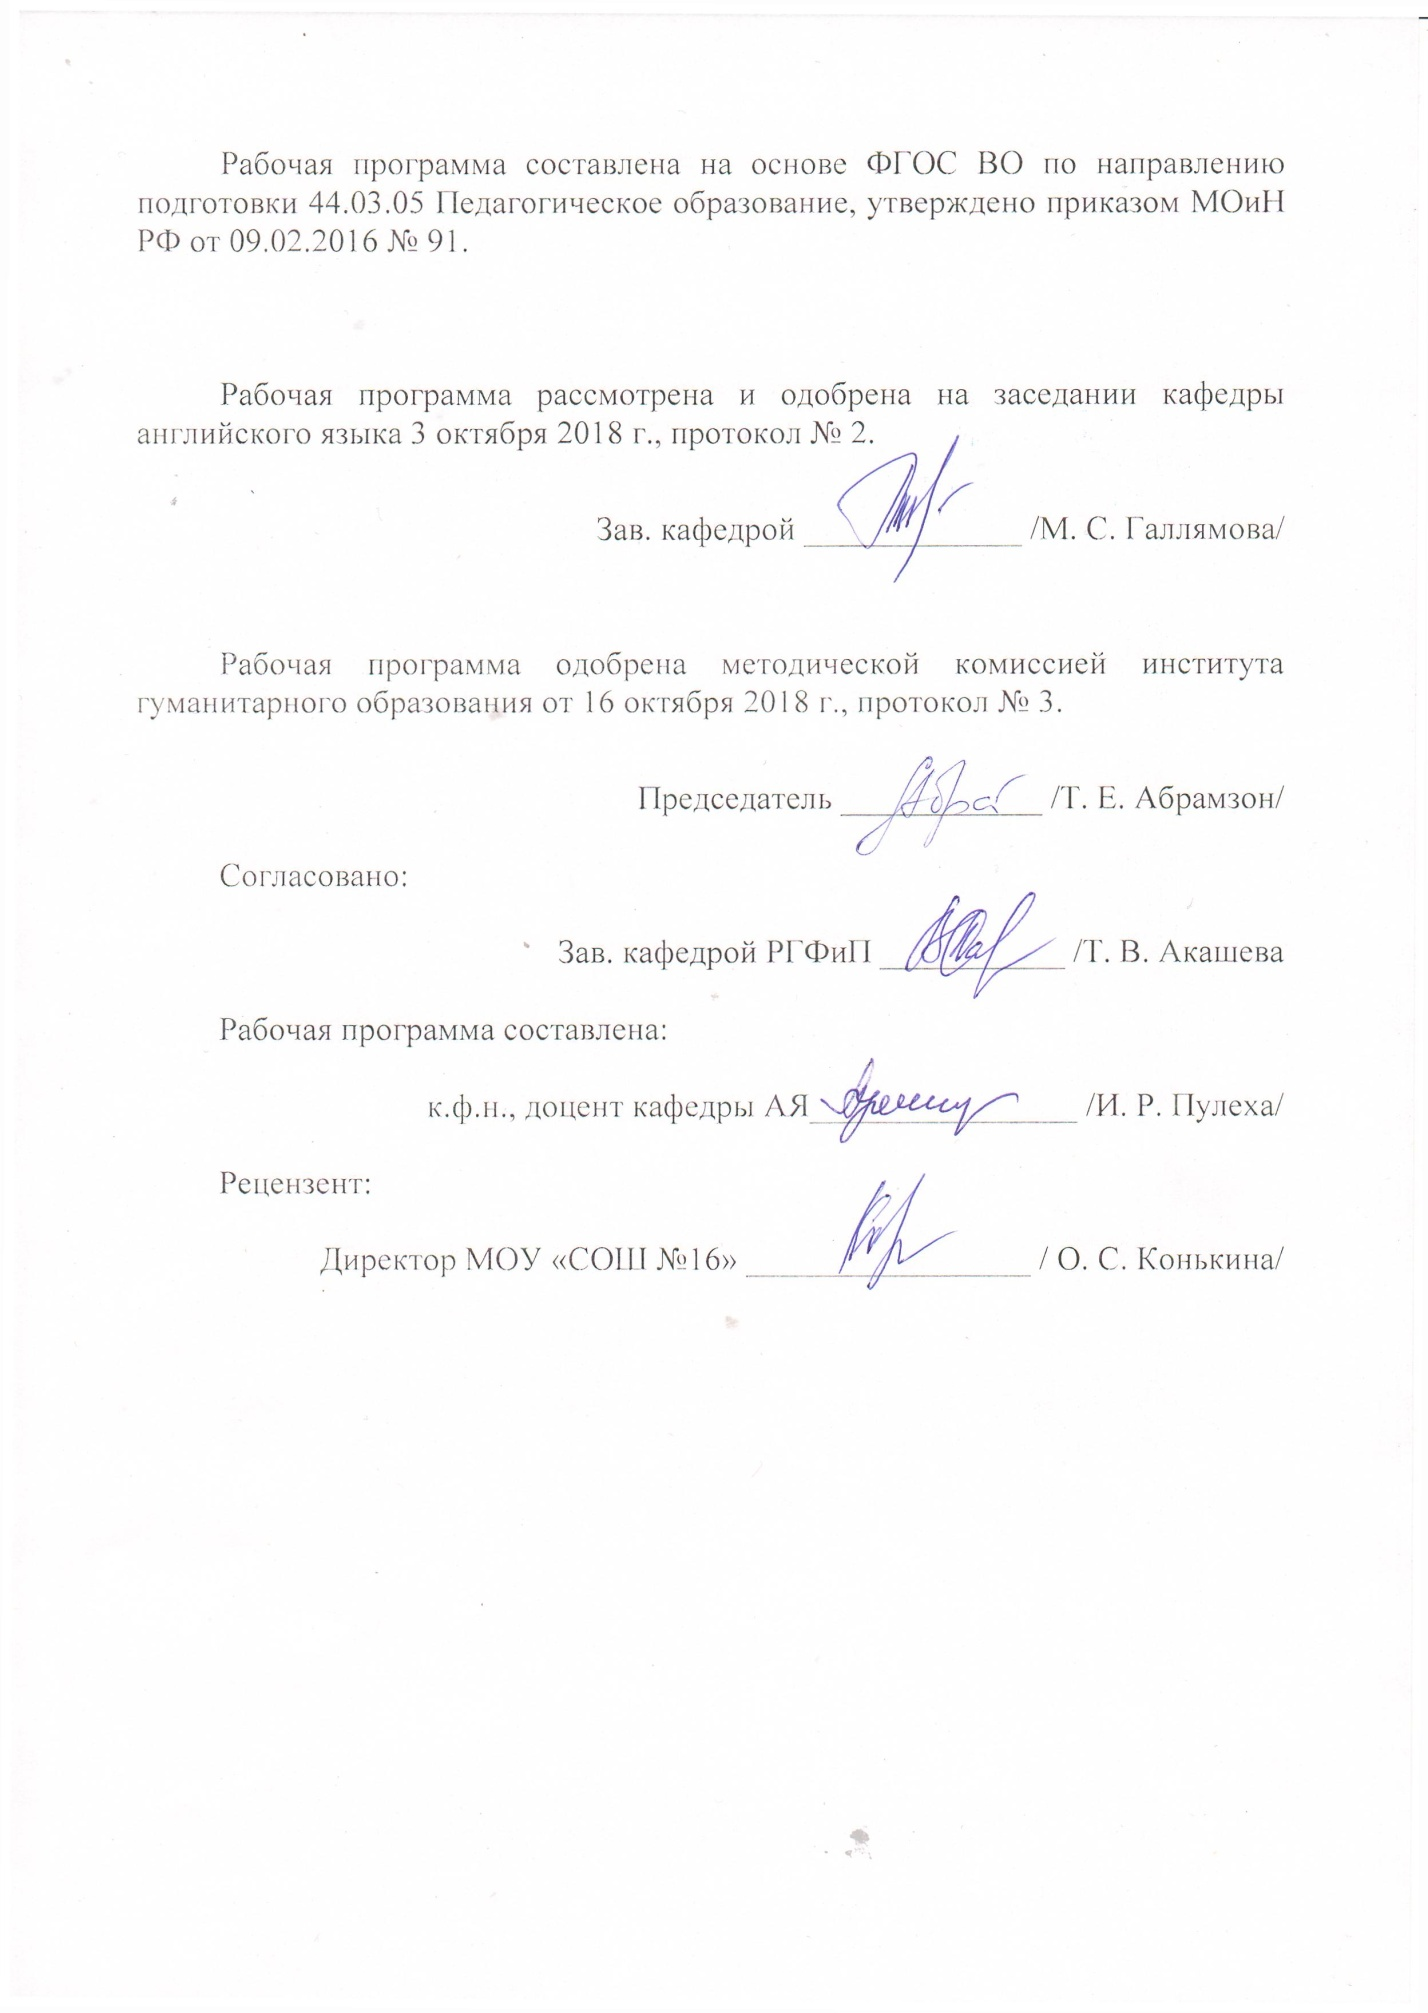 Рабочая программа составлена на основе ФГОС ВО по направлению
подготовки 44.03.05 Педагогическое образование, утверждено приказом МОиН
РФ от 09.02.2016 № 91.
Рабочая программа рассмотрена и одобрена на заседании кафедры
английского языка 3 октября 2018 г., протокол № 2.
Зав. кафедрой _____________ /М. С. Галлямова/
Рабочая программа одобрена методической комиссией института
гуманитарного образования от 16 октября 2018 г., протокол № 3.
Председатель ____________ /Т. Е. Абрамзон/
Согласовано:
Зав. кафедрой РГФиП ___________ /Т. В. Акашева
Рабочая программа составлена:
к.ф.н., доцент кафедры АЯ________________ /И. Р. Пулеха/
Рецензент:
Директор МОУ «СОШ №16» _________________ / О. С. Конькина/